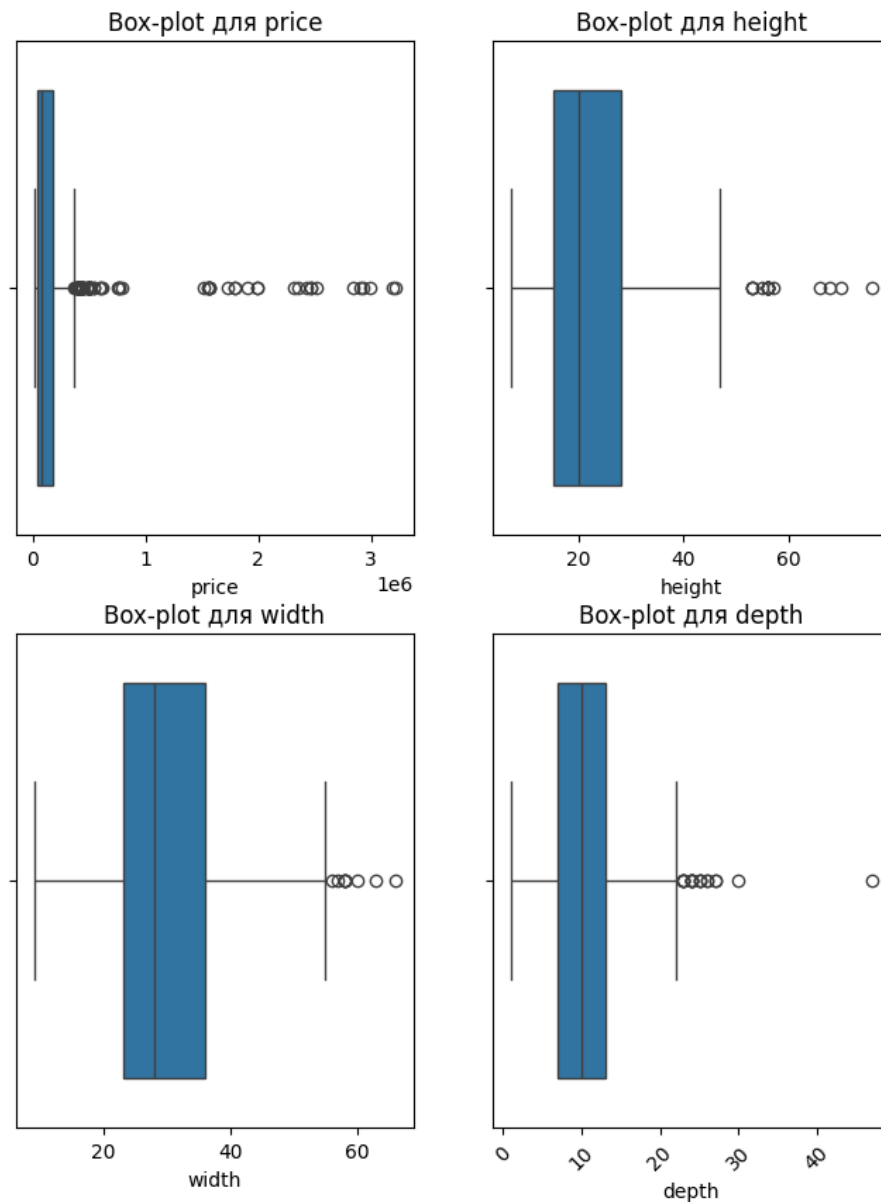 Box-plot для price
0 1 2 3
1e6
price
Box-plot для height
20 40 60
height
Box-plot для width
20 40 60
width
Box-plot для depth
0 10 20 30 40
depth